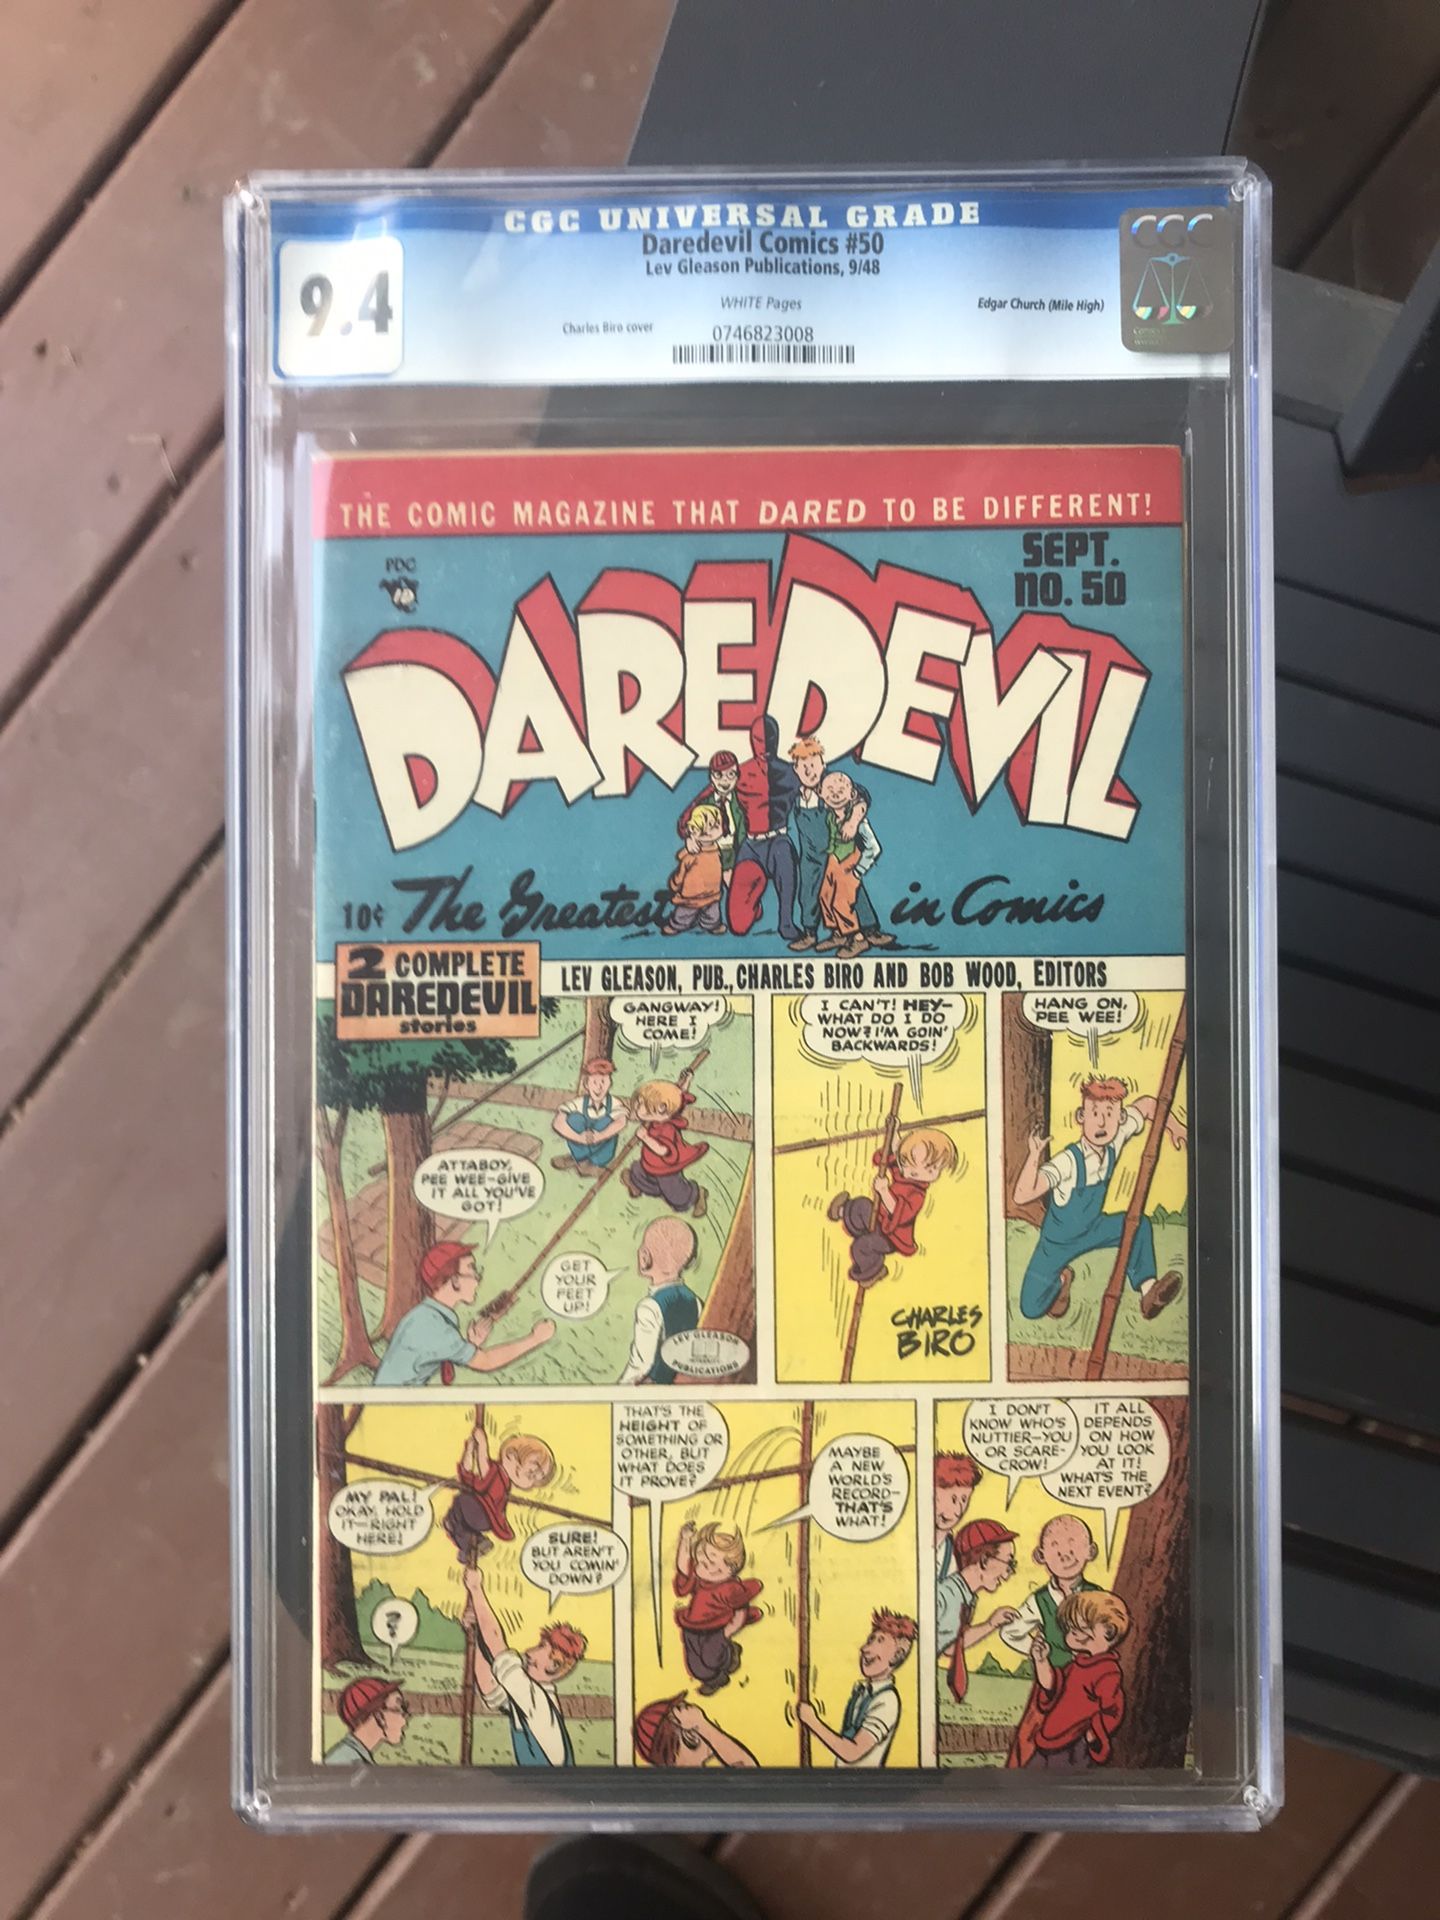 CGC UNIVERSAL GRADE
9.4
Daredevil Comics #50
Lev Gleason Publications, 9/48
WHITE Pages
Edgar Church (Mile High)
Charles Biro cover
0746823008
CGC
THE COMIC MAGAZINE THAT DARED TO BE DIFFERENT!
PDC
SEPT.
NO. 50
DAREDEVIL
10¢ The Greatest in Comics
2 COMPLETE
DAREDEVIL
stories
LEV GLEASON, PUB., CHARLES BIRO AND BOB WOOD, EDITORS
GANGWAY!
HERE I
COME!
ATTABOY,
PEE WEE-GIVE
IT ALL YOU'VE
GOT!
GET
YOUR
FEET
UP!
LEV GLEASON
PUBLICATIONS
I CAN'T! HEY-
WHAT DO I DO
NOW? I'M GOIN'
BACKWARDS!
CHARLES
BIRO
HANG ON,
PEE WEE!
MY PAL!
OKAY, HOLD
IT-RIGHT
HERE!
SURE!
BUT AREN'T
YOU COMIN'
DOWN?
?
THAT'S THE
HEIGHT OF
SOMETHING OR
OTHER, BUT
WHAT DOES
IT PROVE?
MAYBE
A NEW
WORLD'S
RECORD-
THAT'S
WHAT!
I DON'T
KNOW WHO'S
NUTTIER-YOU
OR SCARE-
CROW!
IT ALL
DEPENDS
ON HOW
YOU LOOK
AT IT!
WHAT'S THE
NEXT EVENT?